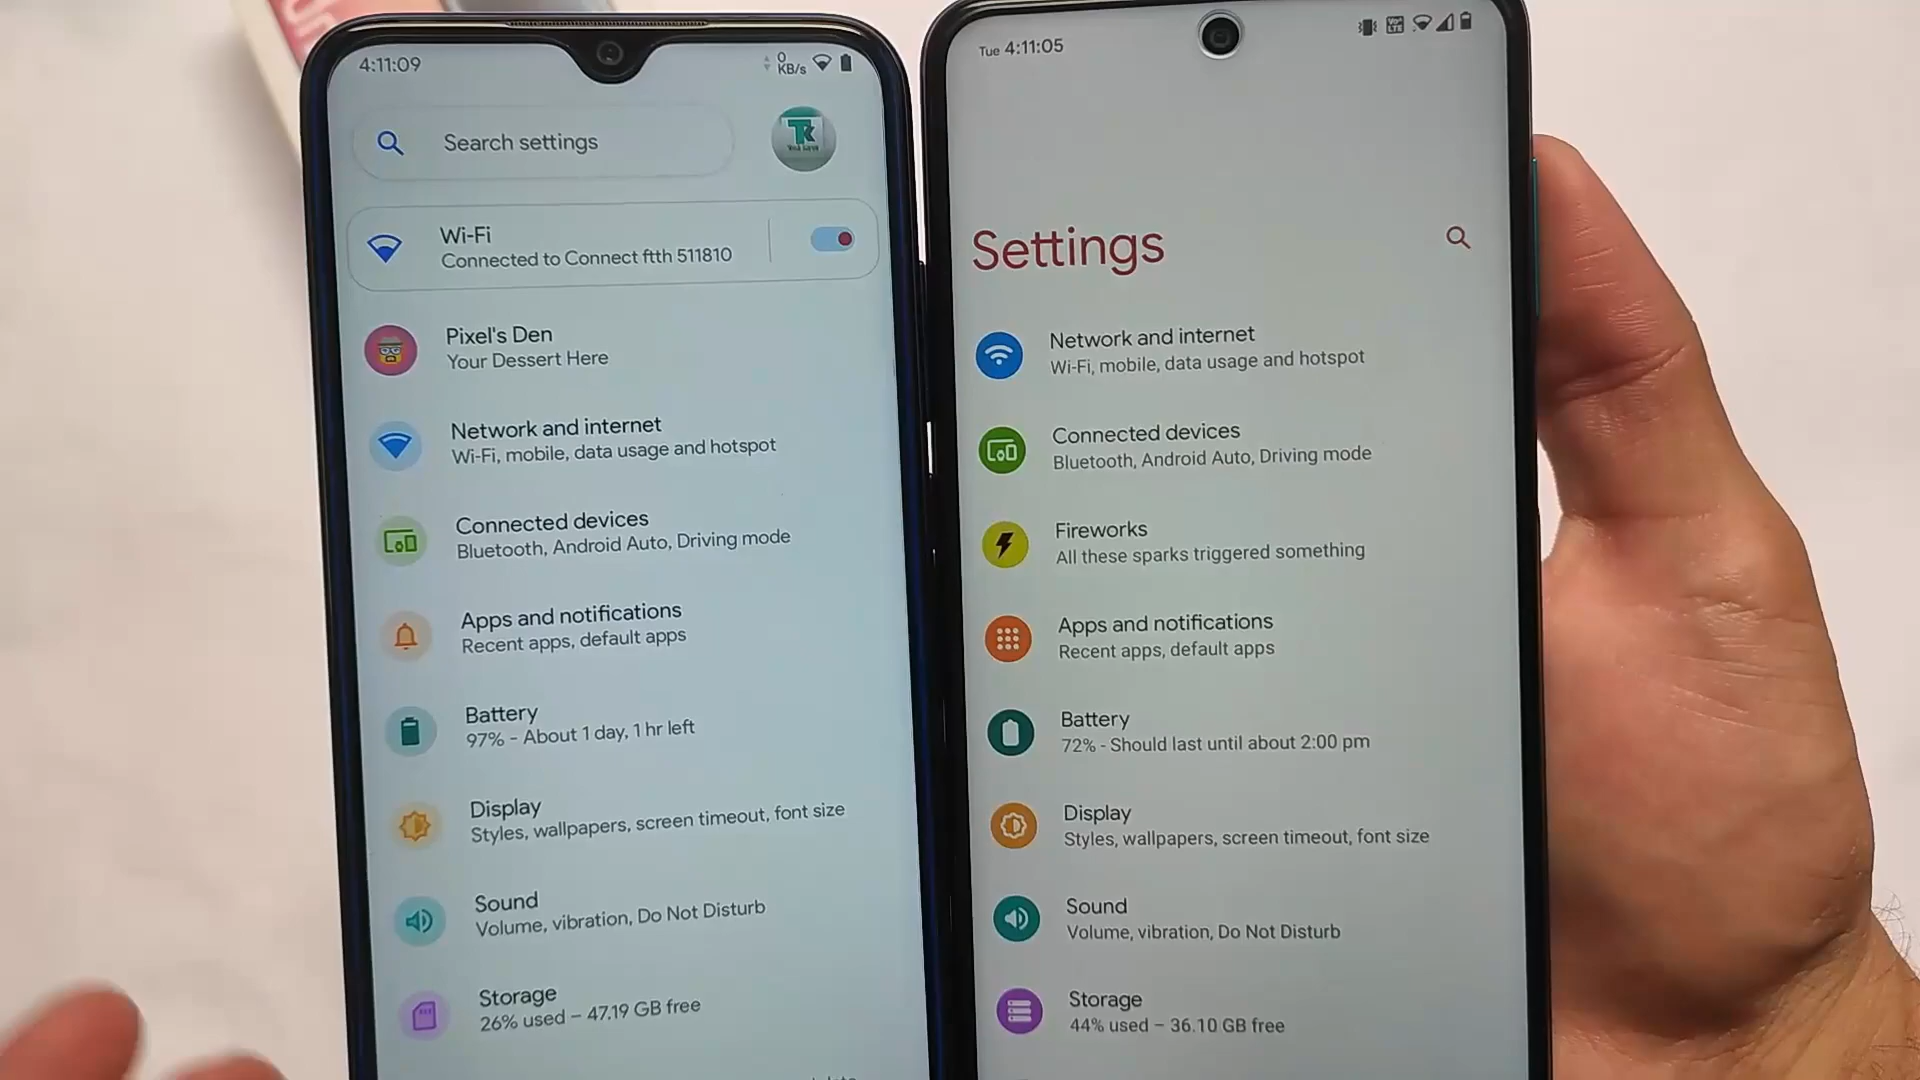 4:11:09
0
KB/s
Search settings
TK
Wi-Fi
Connected to Connect ftth 511810
Pixel's Den
Your Dessert Here
Network and internet
Wi-Fi, mobile, data usage and hotspot
Connected devices
Bluetooth, Android Auto, Driving mode
Apps and notifications
Recent apps, default apps
Battery
97% - About 1 day, 1 hr left
Display
Styles, wallpapers, screen timeout, font size
Sound
Volume, vibration, Do Not Disturb
Storage
26% used – 47.19 GB free
Tue 4:11:05
Settings
Network and internet
Wi-Fi, mobile, data usage and hotspot
Connected devices
Bluetooth, Android Auto, Driving mode
Fireworks
All these sparks triggered something
Apps and notifications
Recent apps, default apps
Battery
72% - Should last until about 2:00 pm
Display
Styles, wallpapers, screen timeout, font size
Sound
Volume, vibration, Do Not Disturb
Storage
44% used – 36.10 GB free